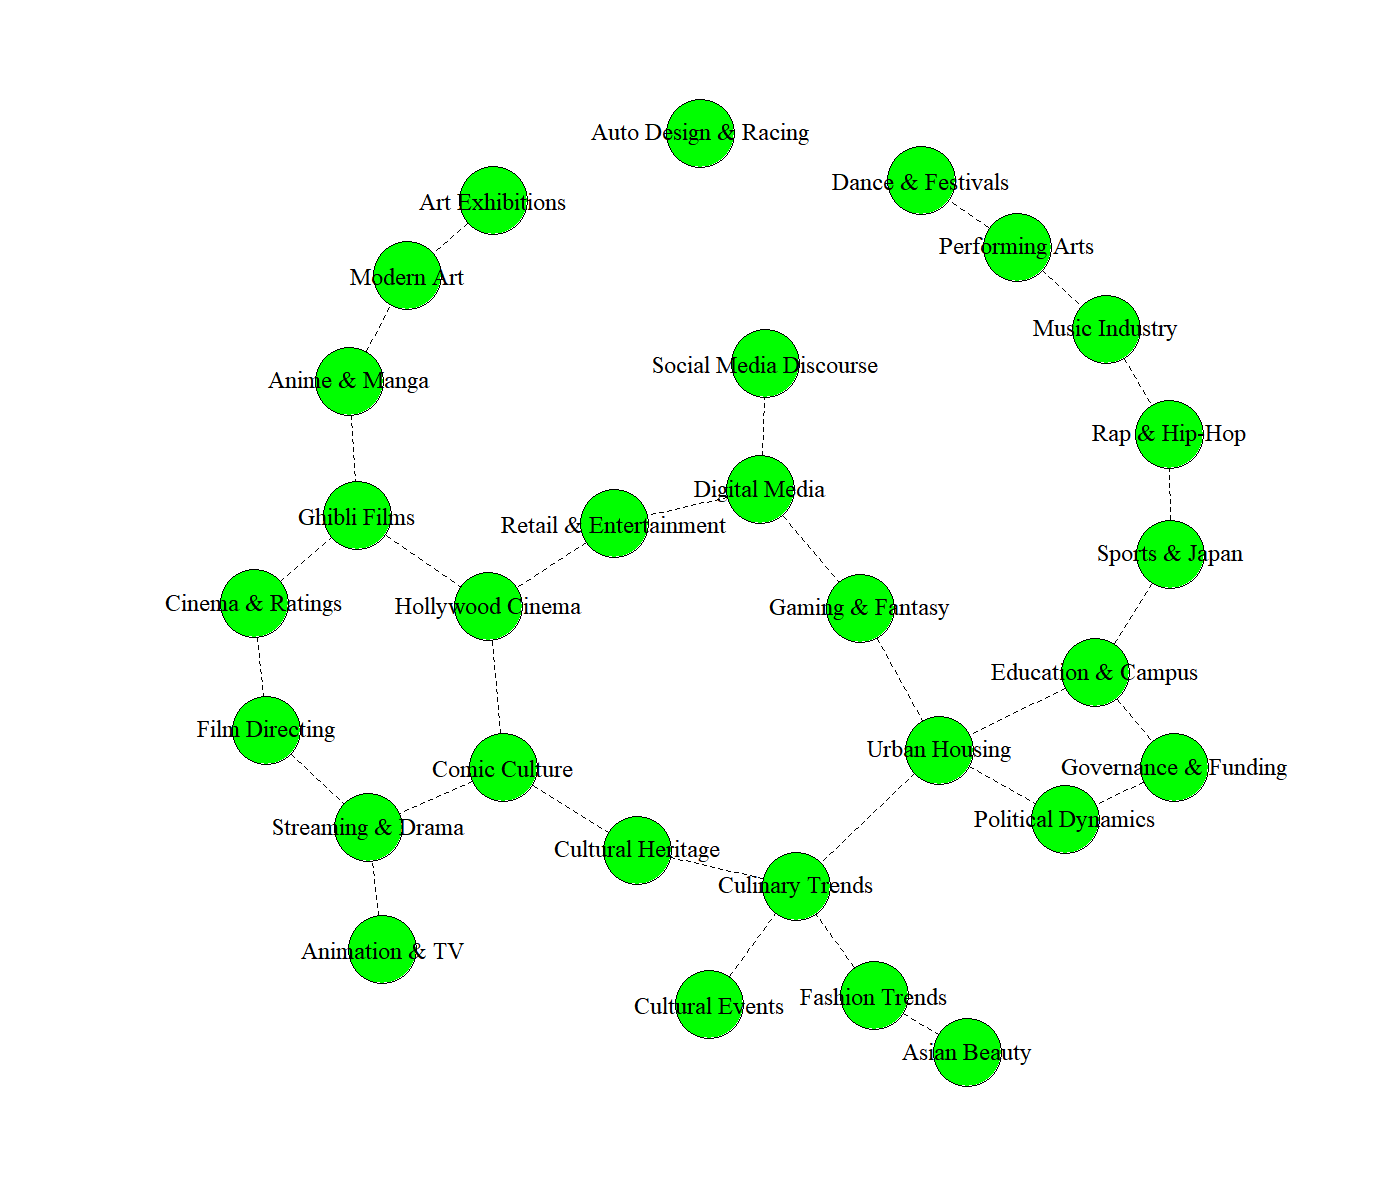 Auto Design & Racing
Dance & Festivals
Art Exhibitions
Performing Arts
Modern Art
Music Industry
Social Media Discourse
Anime & Manga
Rap & Hip-Hop
Digital Media
Ghibli Films
Retail & Entertainment
Sports & Japan
Cinema & Ratings
Hollywood Cinema
Gaming & Fantasy
Education & Campus
Film Directing
Urban Housing
Comic Culture
Governance & Funding
Political Dynamics
Streaming & Drama
Cultural Heritage
Culinary Trends
Animation & TV
Fashion Trends
Cultural Events
Asian Beauty